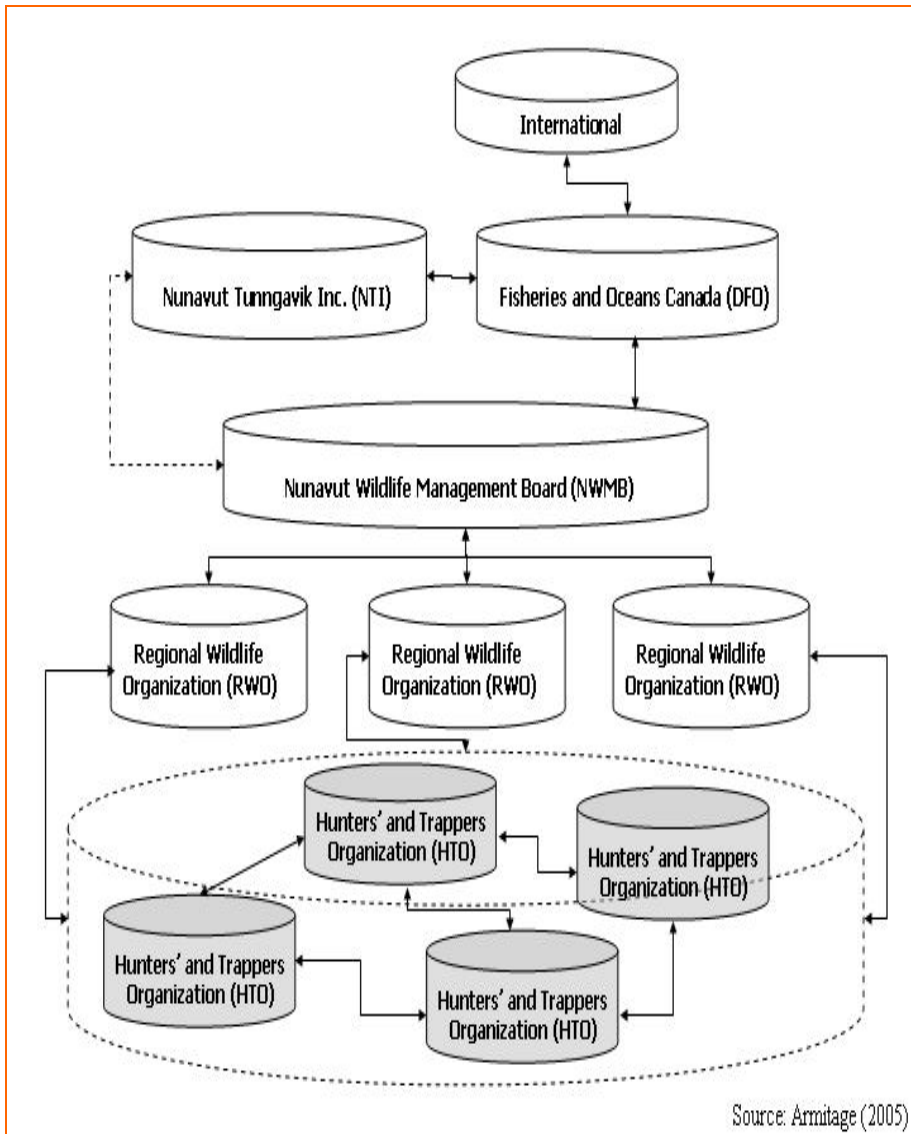 International
Nunavut Tunngavik Inc. (NTI)
Fisheries and Oceans Canada (DFO)
Nunavut Wildlife Management Board (NWMB)
Regional Wildlife
Organization (RWO)
Regional Wildlife
Organization (RWO)
Regional Wildlife
Organization (RWO)
Hunters' and Trappers
Organization (HTO)
Hunters' and Trappers
Organization (HTO)
Hunters' and Trappers
Organization (HTO)
Hunters' and Trappers
Organization (HTO)
Source: Armitage (2005)